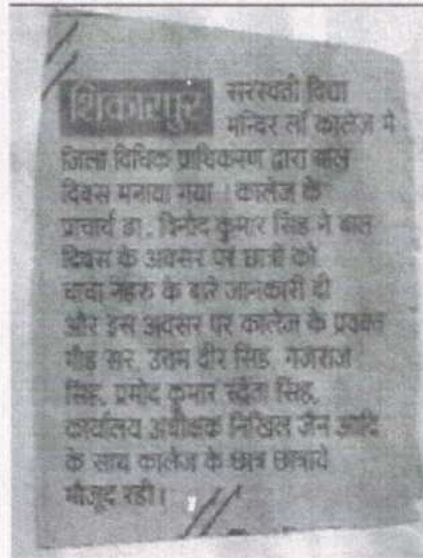 शिकारपुर सरस्वती विद्या
मन्दिर लॉ कालेज मे
जिला विधिक प्राधिकरण द्वारा बाल
दिवस मनाया गया । कालेज के
प्राचार्य डा. विनोद कुमार सिंह ने बाल
दिवस के अवसर पर छात्रों को
चाचा नेहरु के बारे जानकारी दी
और इस अवसर पर कालेज के प्रवक्ता
गौड सर, उत्तम वीर सिंह, गजराज
सिंह, प्रमोद कुमार श्वेता सिंह,
कार्यालय अधीक्षक निखिल जैन आदि
के साथ कालेज के छात्र छात्राये
मौजूद रही।